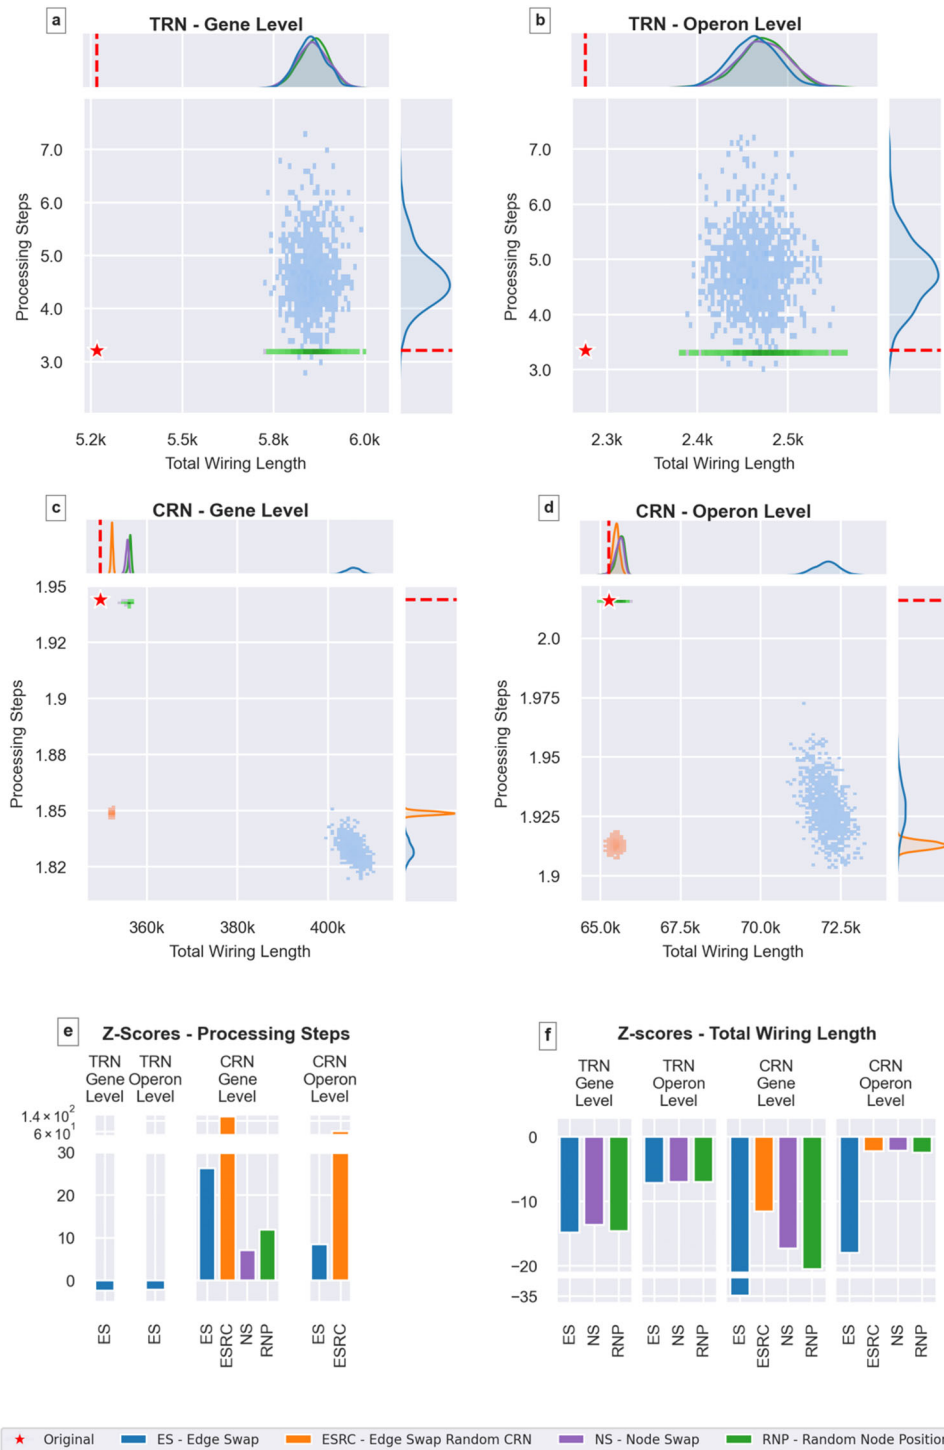 a
TRN - Gene Level
7.0
6.0
5.0
4.0
3.0
Processing Steps
5.2k 5.5k 5.8k 6.0k
Total Wiring Length
b
TRN - Operon Level
7.0
6.0
5.0
4.0
3.0
Processing Steps
2.3k 2.4k 2.5k
Total Wiring Length
c
CRN - Gene Level
1.95
1.92
1.9
1.88
1.85
1.82
Processing Steps
360k 380k 400k
Total Wiring Length
d
CRN - Operon Level
2.0
1.975
1.95
1.925
1.9
Processing Steps
65.0k 67.5k 70.0k 72.5k
Total Wiring Length
e
Z-Scores - Processing Steps
TRN Gene Level
TRN Operon Level
CRN Gene Level
CRN Operon Level
1.4 × 10²
6 × 10¹
30
20
10
0
ES
ES
ES ESRC NS RNP
ES ESRC
f
Z-scores - Total Wiring Length
TRN Gene Level
TRN Operon Level
CRN Gene Level
CRN Operon Level
0
−10
−20
−35
ES NS RNP
ES NS RNP
ES ESRC NS RNP
ES ESRC NS RNP
Original ES - Edge Swap ESRC - Edge Swap Random CRN NS - Node Swap RNP - Random Node Position